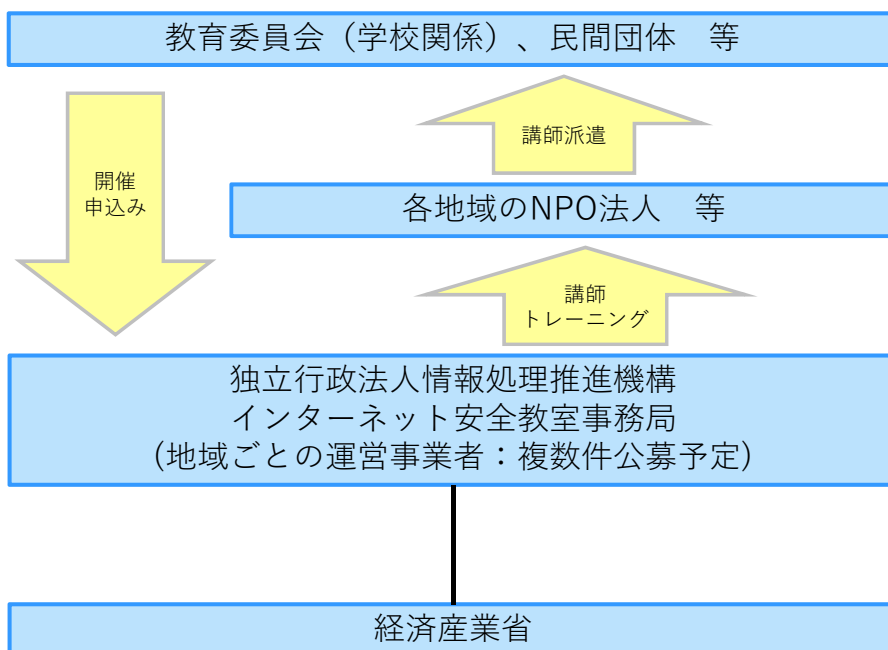 教育委員会（学校関係）、民間団体　等
講師派遣
開催
申込み
各地域のNPO法人　等
講師
トレーニング
独立行政法人情報処理推進機構
インターネット安全教室事務局
(地域ごとの運営事業者：複数件公募予定)
経済産業省